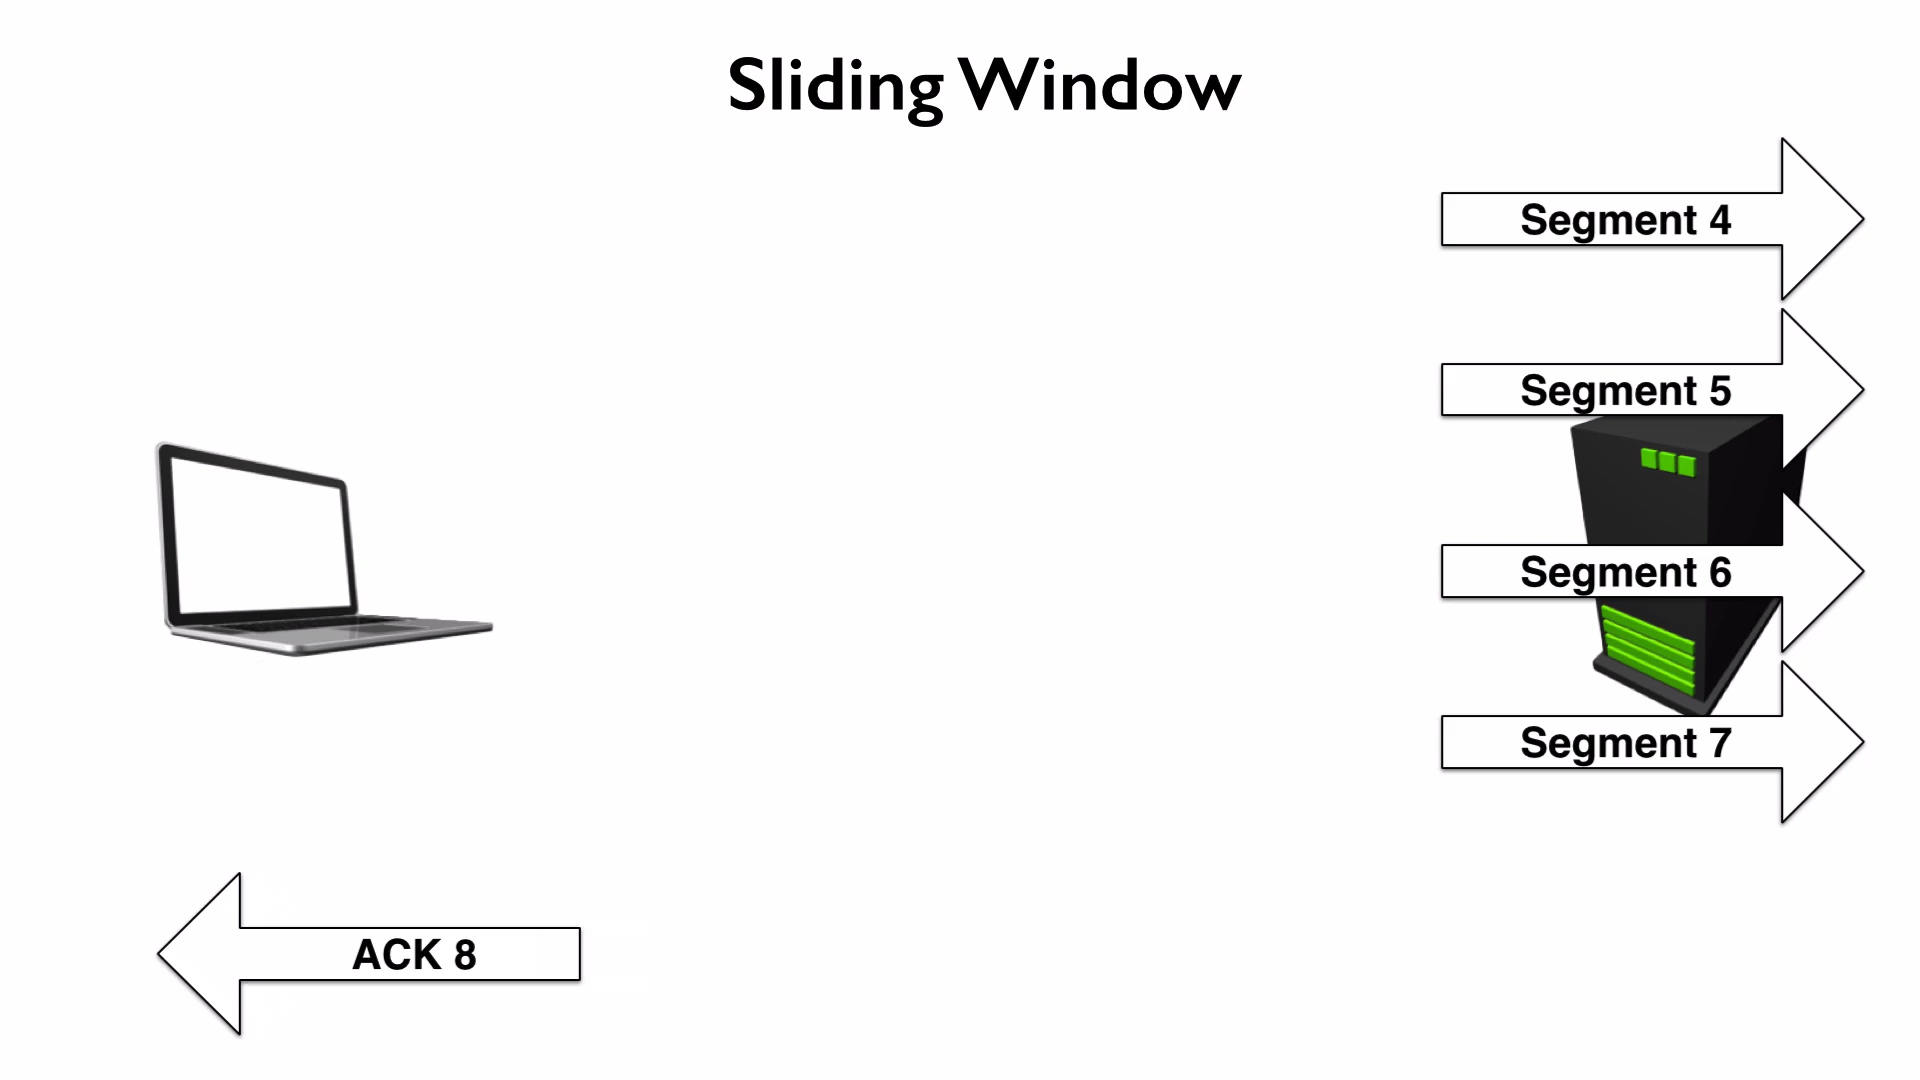 Sliding Window
Segment 4
Segment 5
Segment 6
Segment 7
ACK 8